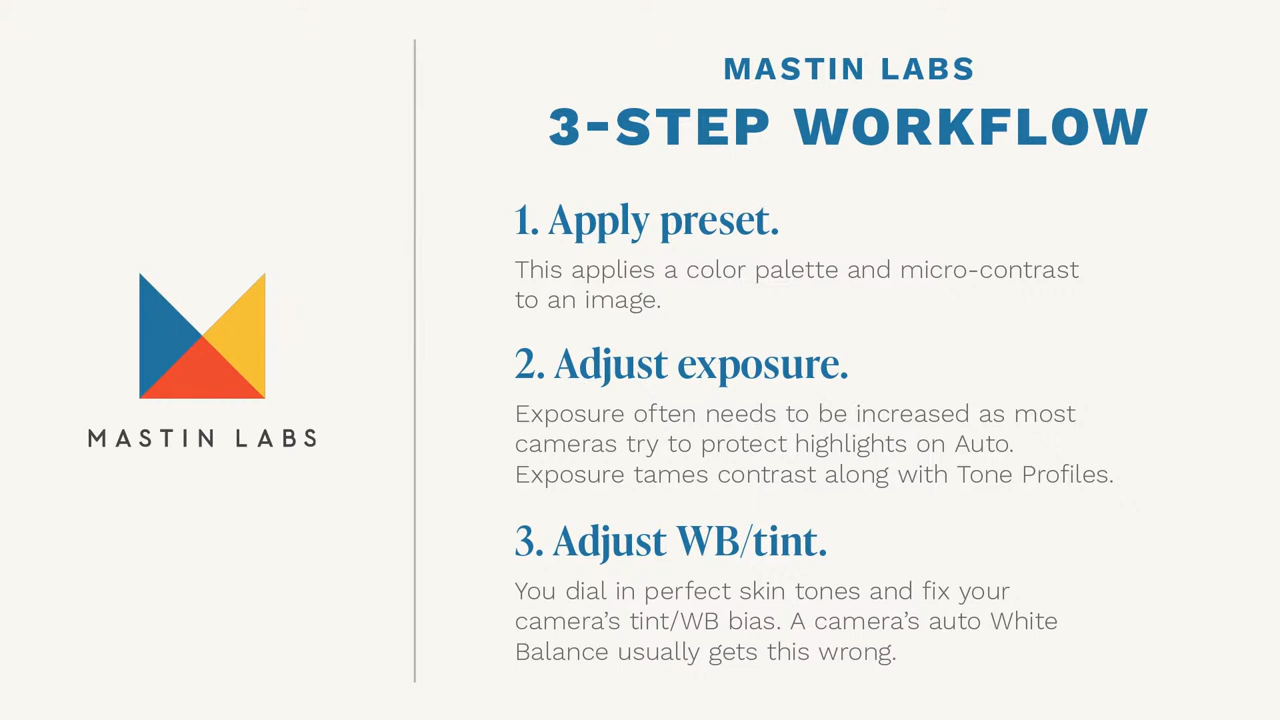 MASTIN LABS
MASTIN LABS
3-STEP WORKFLOW
1. Apply preset.
This applies a color palette and micro-contrast
to an image.
2. Adjust exposure.
Exposure often needs to be increased as most
cameras try to protect highlights on Auto.
Exposure tames contrast along with Tone Profiles.
3. Adjust WB/tint.
You dial in perfect skin tones and fix your
camera’s tint/WB bias. A camera’s auto White
Balance usually gets this wrong.